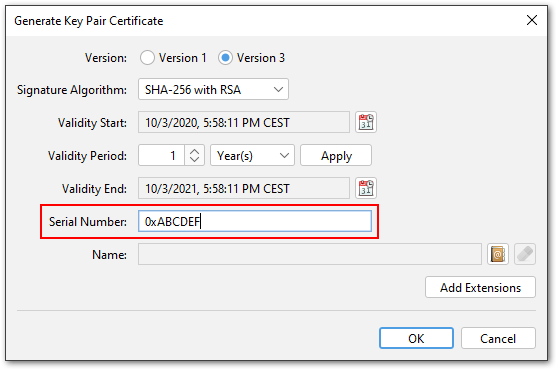 Generate Key Pair Certificate
Version: Version 1 Version 3
Signature Algorithm: SHA-256 with RSA
Validity Start: 10/3/2020, 5:58:11 PM CEST 31
Validity Period: 1 Year(s) Apply
Validity End: 10/3/2021, 5:58:11 PM CEST 31
Serial Number: 0xABCDEF
Name: @
Add Extensions
OK Cancel